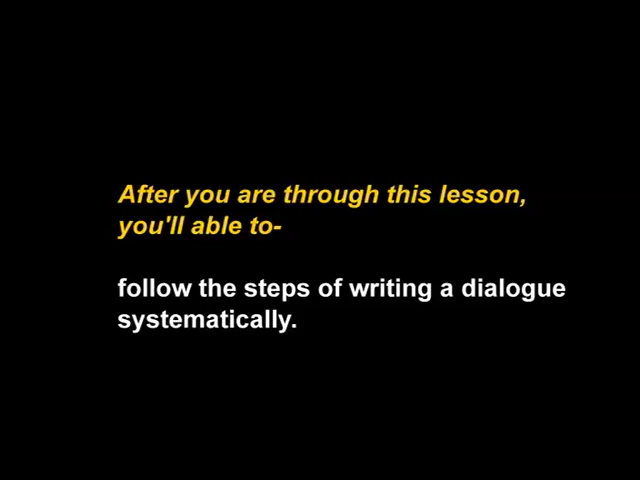 After you are through this lesson,
you'll able to-
follow the steps of writing a dialogue
systematically.